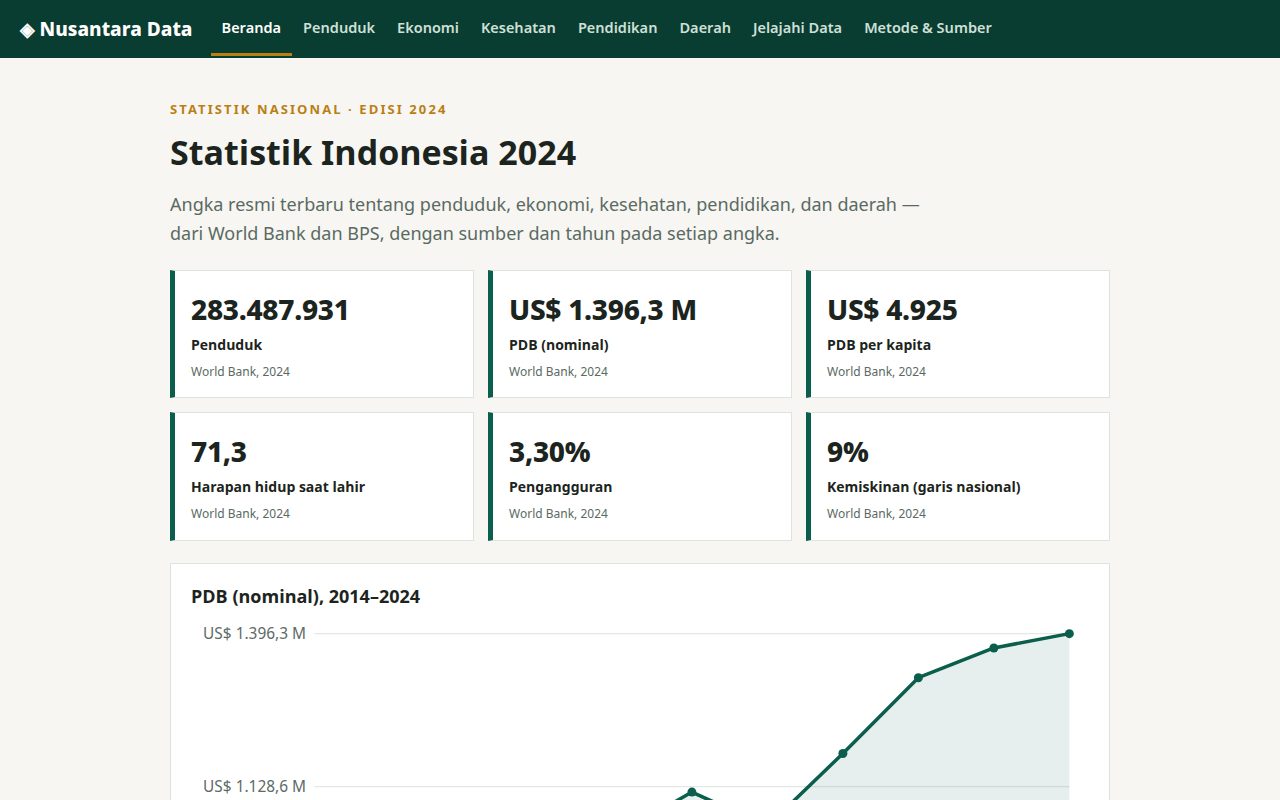 ◈ Nusantara Data
Beranda Penduduk Ekonomi Kesehatan Pendidikan Daerah Jelajahi Data Metode & Sumber
STATISTIK NASIONAL · EDISI 2024
Statistik Indonesia 2024
Angka resmi terbaru tentang penduduk, ekonomi, kesehatan, pendidikan, dan daerah —
dari World Bank dan BPS, dengan sumber dan tahun pada setiap angka.
283.487.931
Penduduk
World Bank, 2024
US$ 1.396,3 M
PDB (nominal)
World Bank, 2024
US$ 4.925
PDB per kapita
World Bank, 2024
71,3
Harapan hidup saat lahir
World Bank, 2024
3,30%
Pengangguran
World Bank, 2024
9%
Kemiskinan (garis nasional)
World Bank, 2024
PDB (nominal), 2014–2024
US$ 1.396,3 M
US$ 1.128,6 M